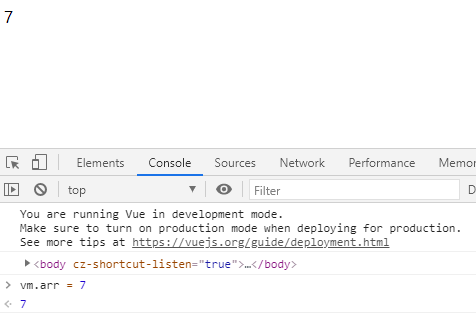 7
Elements Console Sources Network Performance Memor
top Filter D
You are running Vue in development mode.
Make sure to turn on production mode when deploying for production.
See more tips at https://vuejs.org/guide/deployment.html
<body cz-shortcut-listen="true">…</body>
vm.arr = 7
7